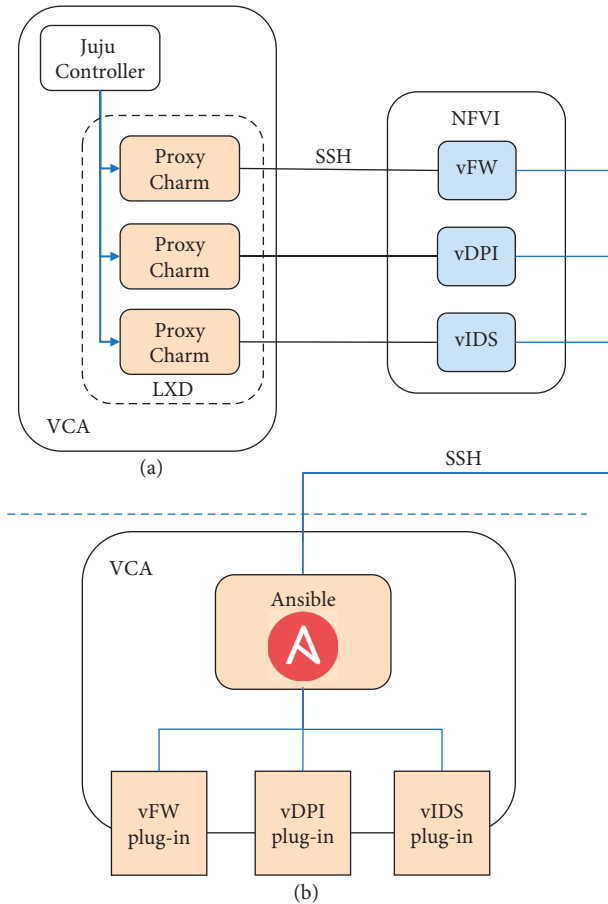 Juju
Controller
Proxy
Charm
Proxy
Charm
Proxy
Charm
LXD
VCA
SSH
NFVI
vFW
vDPI
vIDS
(a)
SSH
VCA
Ansible
vFW
plug-in
vDPI
plug-in
vIDS
plug-in
(b)